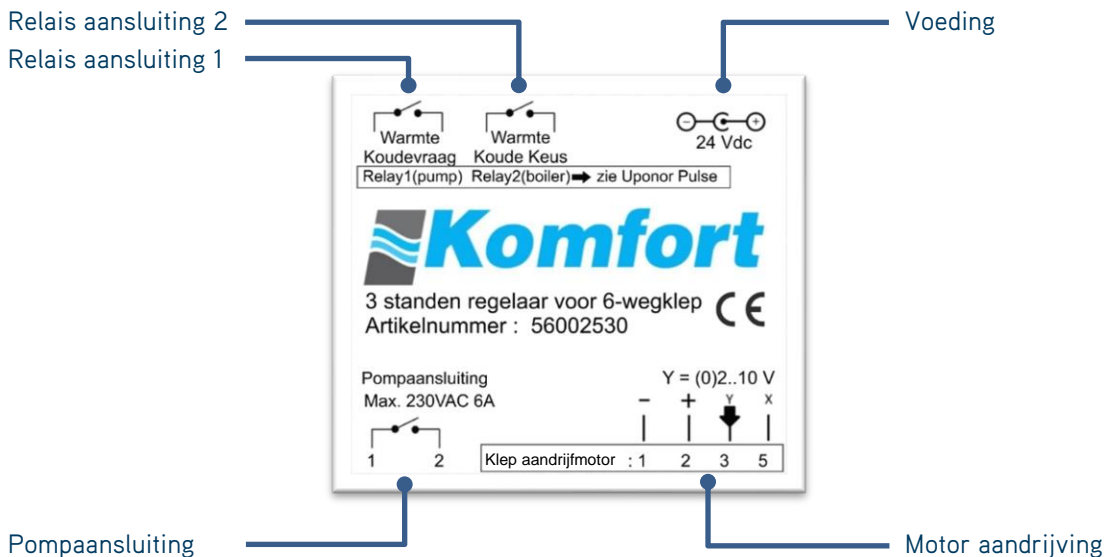 Relais aansluiting 2
Voeding
Relais aansluiting 1
Warmte Warmte
Koudevraag Koude Keus
24 Vdc
Relay1(pump) Relay2(boiler) zie Uponor Pulse
Komfort
3 standen regelaar voor 6-wegklep CE
Artikelnummer : 56002530
Pompaansluiting Y = (0)2..10 V
Max. 230VAC 6A - + Y X
1 2 Klep aandrijfmotor : 1 2 3 5
Pompaansluiting
Motor aandrijving